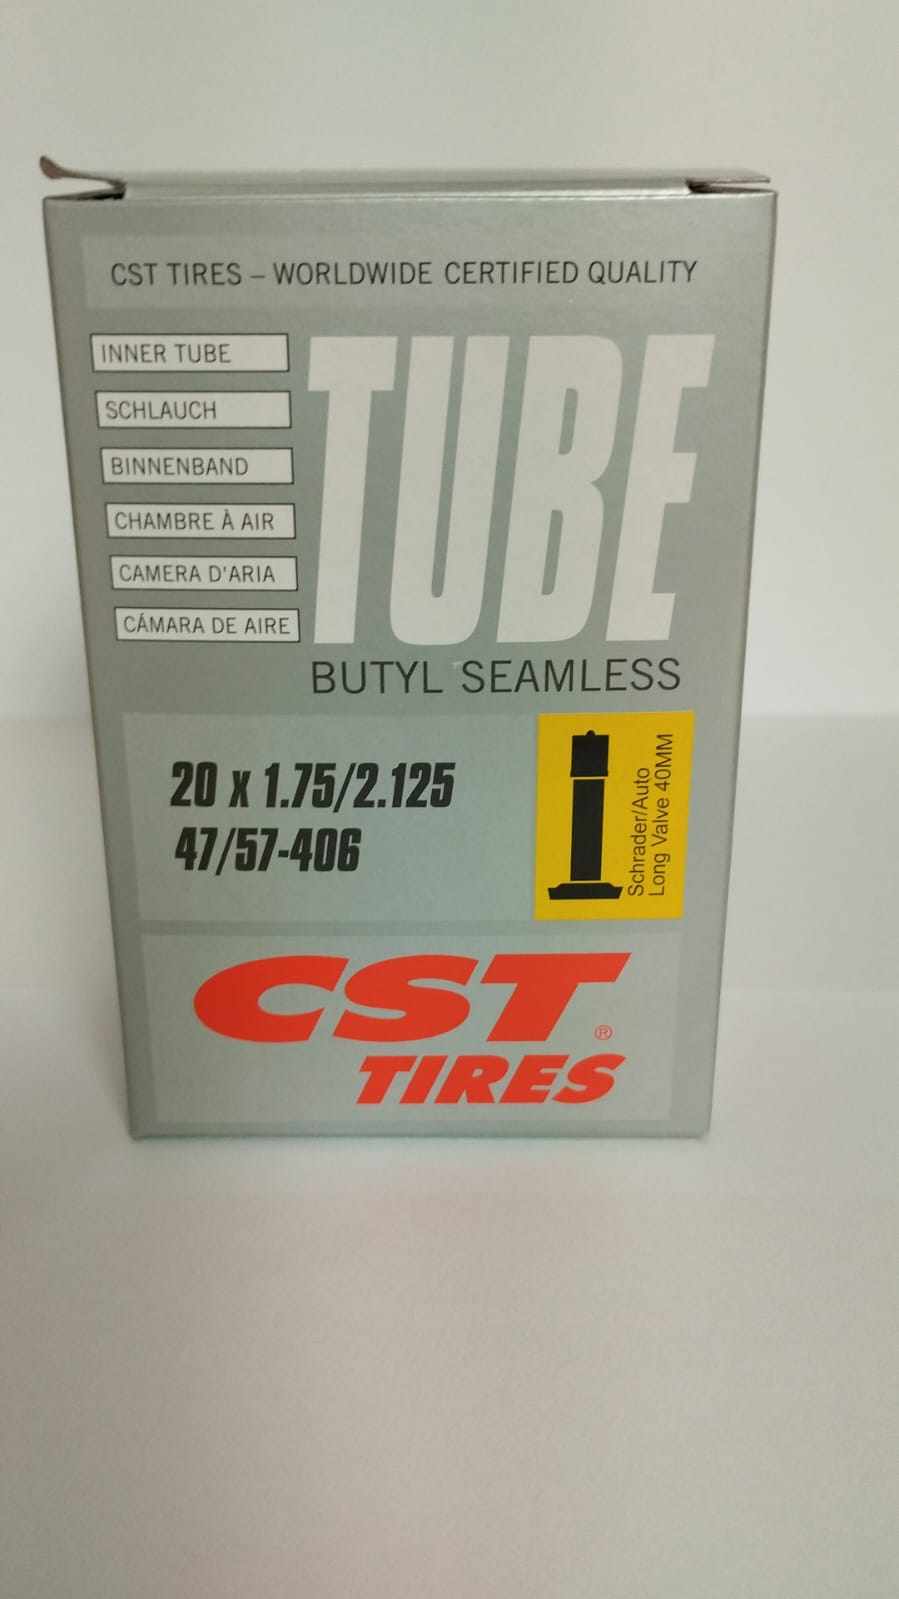 CST TIRES – WORLDWIDE CERTIFIED QUALITY
INNER TUBE
SCHLAUCH
BINNENBAND
CHAMBRE À AIR
CAMERA D'ARIA
CÁMARA DE AIRE
TUBE
BUTYL SEAMLESS
20 x 1.75/2.125
47/57-406
Schrader/Auto
Long Valve 40MM
CST®
TIRES